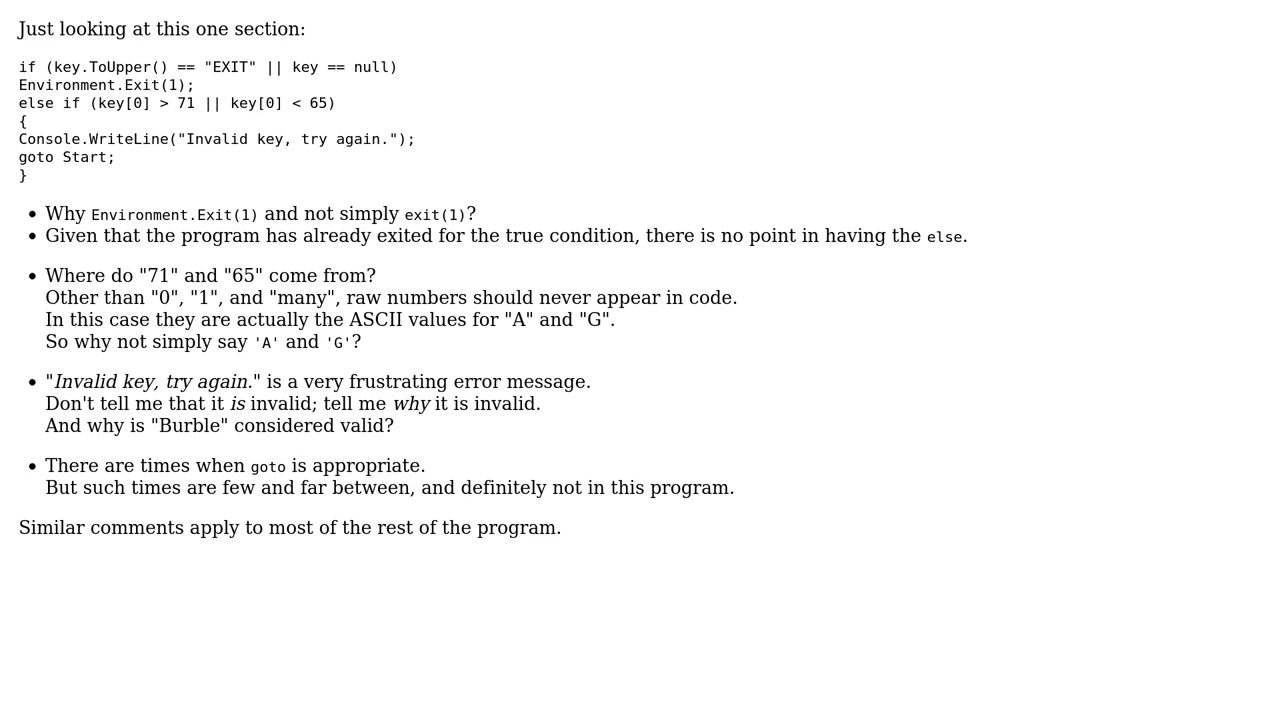 Just looking at this one section:
if (key.ToUpper() == "EXIT" || key == null)
Environment.Exit(1);
else if (key[0] > 71 || key[0] < 65)
{
Console.WriteLine("Invalid key, try again.");
goto Start;
}
• Why Environment.Exit(1) and not simply exit(1)?
• Given that the program has already exited for the true condition, there is no point in having the else.
• Where do "71" and "65" come from?
Other than "0", "1", and "many", raw numbers should never appear in code.
In this case they are actually the ASCII values for "A" and "G".
So why not simply say 'A' and 'G'?
• "Invalid key, try again." is a very frustrating error message.
Don't tell me that it is invalid; tell me why it is invalid.
And why is "Burble" considered valid?
• There are times when goto is appropriate.
But such times are few and far between, and definitely not in this program.
Similar comments apply to most of the rest of the program.